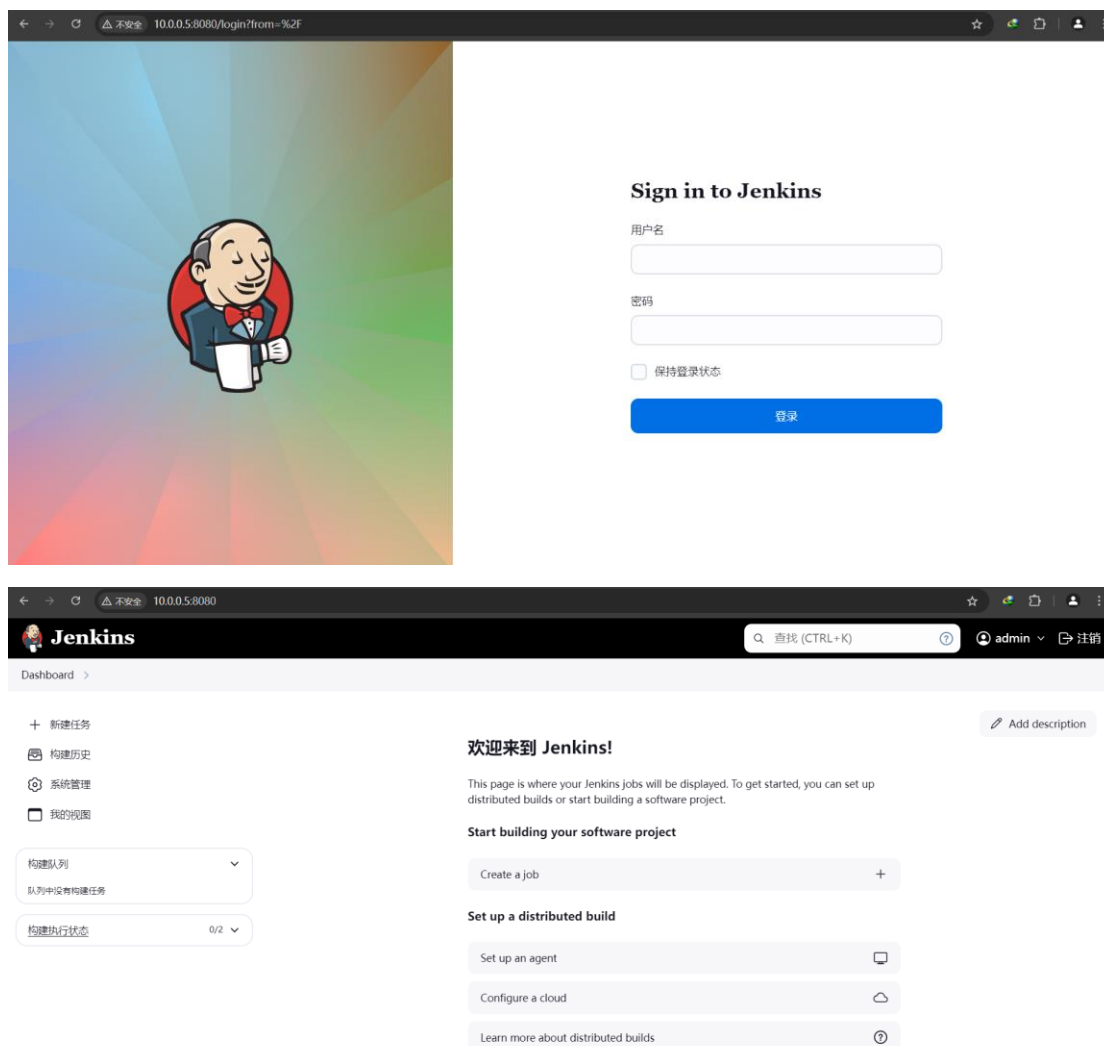 不安全 10.0.0.5:8080/login?from=%2F
Sign in to Jenkins
用户名
密码
保持登录状态
登录
不安全 10.0.0.5:8080
Jenkins
查找 (CTRL+K)
admin
注销
Dashboard
新建任务
构建历史
系统管理
我的视图
构建队列
队列中没有构建任务
构建执行状态 0/2
Add description
欢迎来到 Jenkins!
This page is where your Jenkins jobs will be displayed. To get started, you can set up
distributed builds or start building a software project.
Start building your software project
Create a job
Set up a distributed build
Set up an agent
Configure a cloud
Learn more about distributed builds